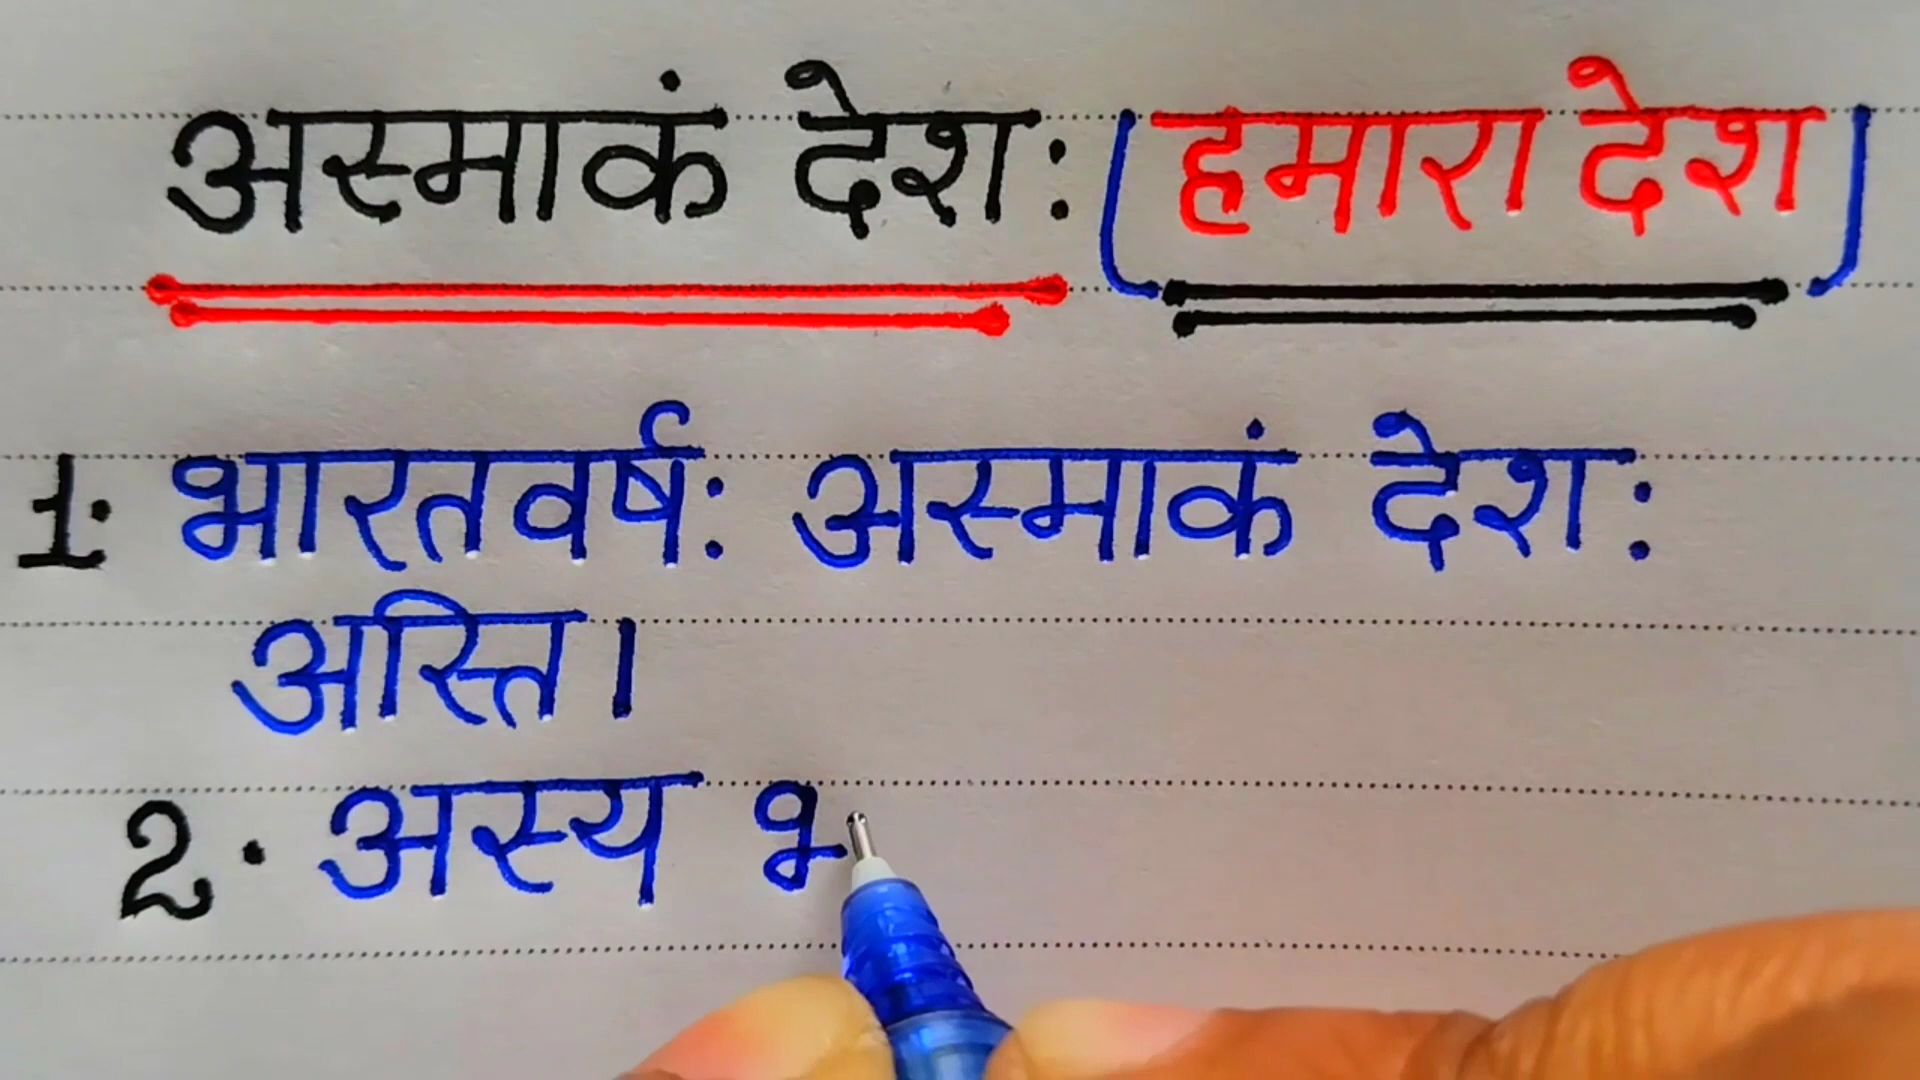 अस्माकं देशः (हमारा देश)
1. भारतवर्षः अस्माकं देशः
अस्ति।
2. अस्य